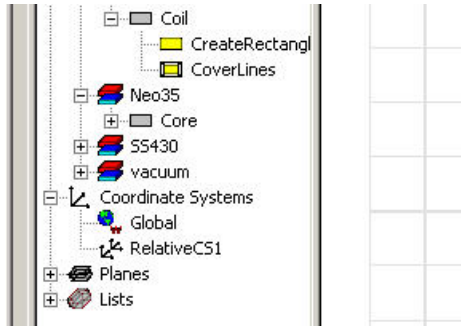 Coil
CreateRectangl
CoverLines
Neo35
Core
SS430
vacuum
Coordinate Systems
Global
RelativeCS1
Planes
Lists